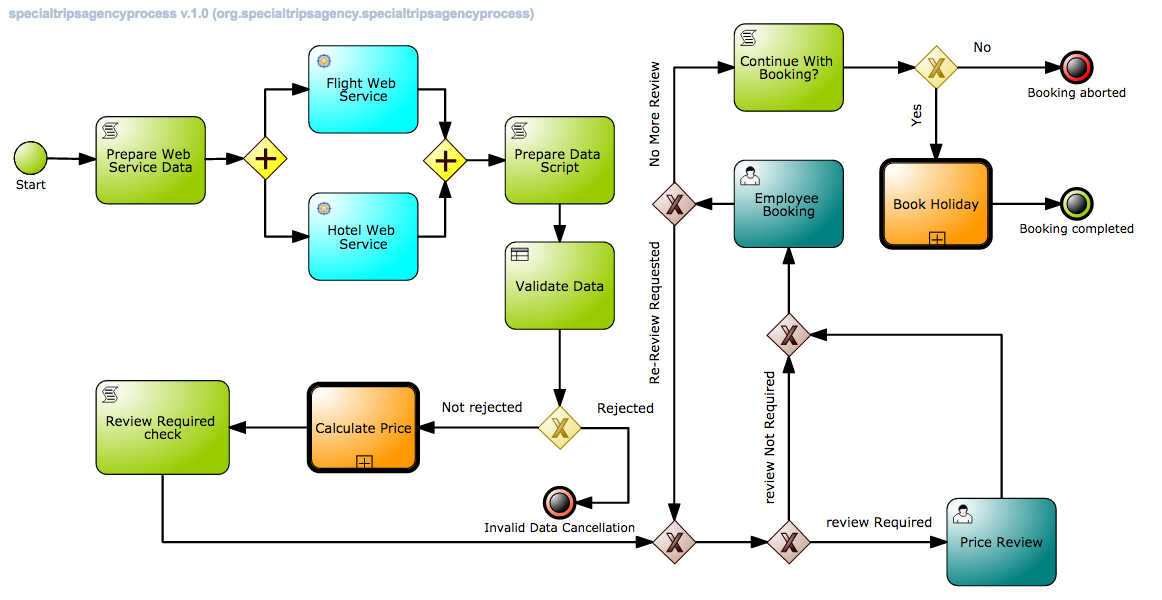 specialtripsagencyprocess v.1.0 (org.specialtripsagency.specialtripsagencyprocess)
Start
Prepare Web
Service Data
Flight Web
Service
Hotel Web
Service
Prepare Data
Script
Validate Data
Rejected
Not rejected
Invalid Data Cancellation
Calculate Price
Review Required
check
review Required
Price Review
review Not Required
Employee
Booking
Re-Review Requested
No More Review
Continue With
Booking?
No
Booking aborted
Yes
Book Holiday
Booking completed